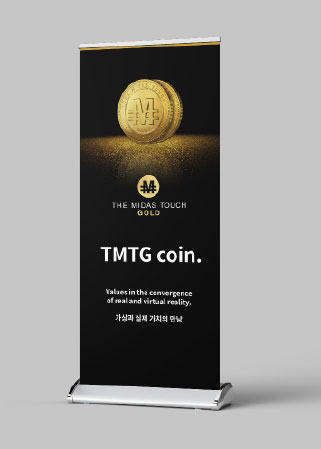 THE MIDAS TOUCH
GOLD
TMTG coin.
Values in the convergence
of real and virtual reality.
가상과 실제 가치의 만남